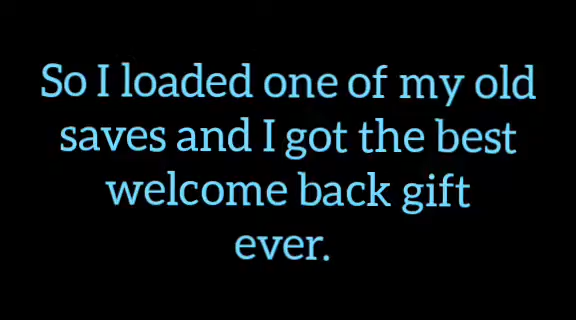 So I loaded one of my old
saves and I got the best
welcome back gift
ever.